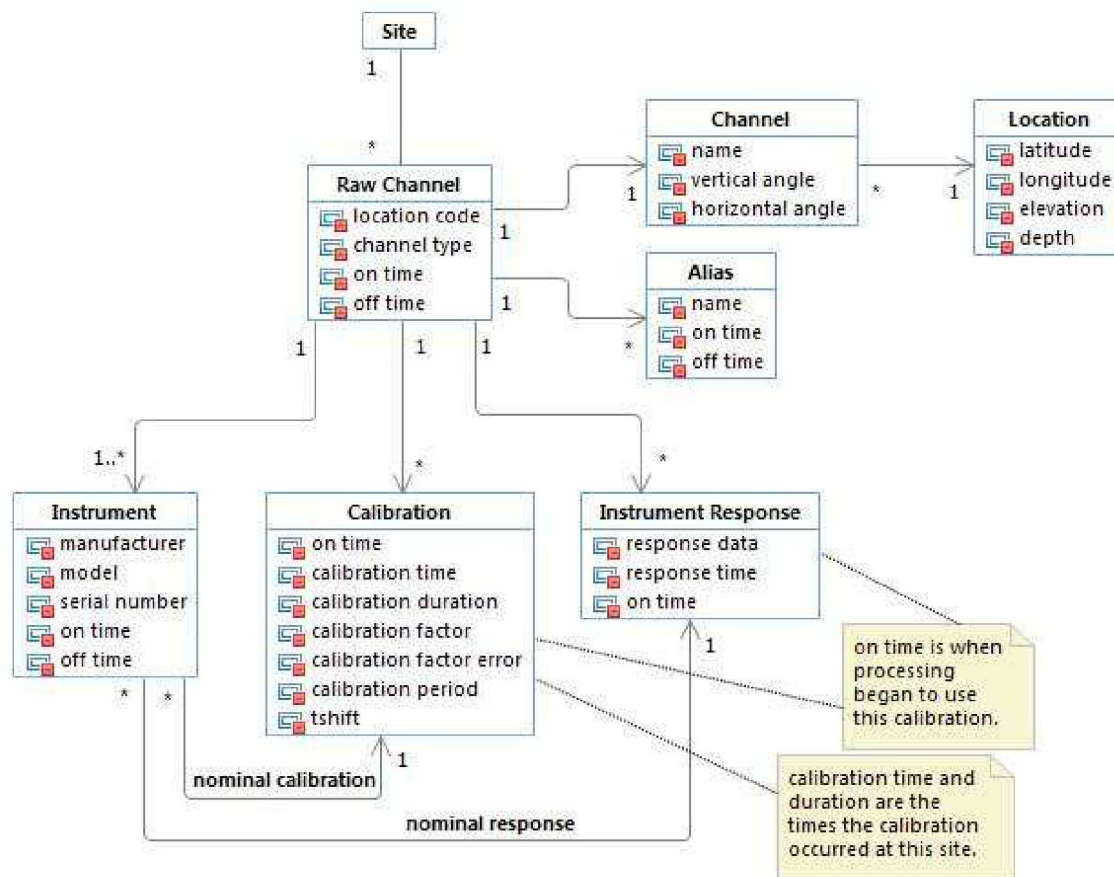 Site
1
*
Raw Channel
location code
channel type
on time
off time
1
1
Channel
name
vertical angle
horizontal angle
*
1
Location
latitude
longitude
elevation
depth
1
*
Alias
name
on time
off time
1
1
1
1..*
*
*
Instrument
manufacturer
model
serial number
on time
off time
Calibration
on time
calibration time
calibration duration
calibration factor
calibration factor error
calibration period
tshift
Instrument Response
response data
response time
on time
*
*
1
1
nominal calibration
nominal response
on time is when
processing
began to use
this calibration.
calibration time and
duration are the
times the calibration
occurred at this site.